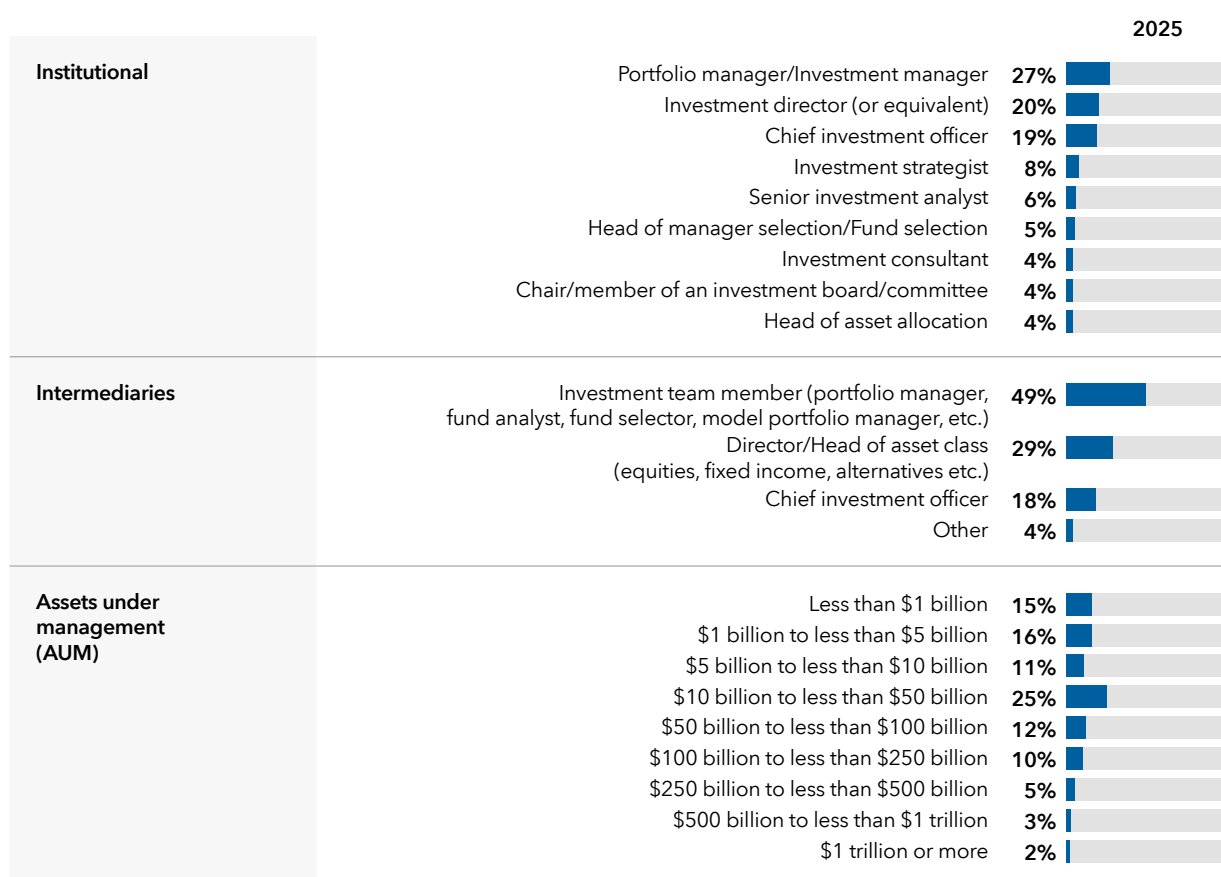 2025
Institutional
Portfolio manager/Investment manager 27%
Investment director (or equivalent) 20%
Chief investment officer 19%
Investment strategist 8%
Senior investment analyst 6%
Head of manager selection/Fund selection 5%
Investment consultant 4%
Chair/member of an investment board/committee 4%
Head of asset allocation 4%
Intermediaries
Investment team member (portfolio manager, 49%
fund analyst, fund selector, model portfolio manager, etc.)
Director/Head of asset class 29%
(equities, fixed income, alternatives etc.)
Chief investment officer 18%
Other 4%
Assets under
management
(AUM)
Less than $1 billion 15%
$1 billion to less than $5 billion 16%
$5 billion to less than $10 billion 11%
$10 billion to less than $50 billion 25%
$50 billion to less than $100 billion 12%
$100 billion to less than $250 billion 10%
$250 billion to less than $500 billion 5%
$500 billion to less than $1 trillion 3%
$1 trillion or more 2%